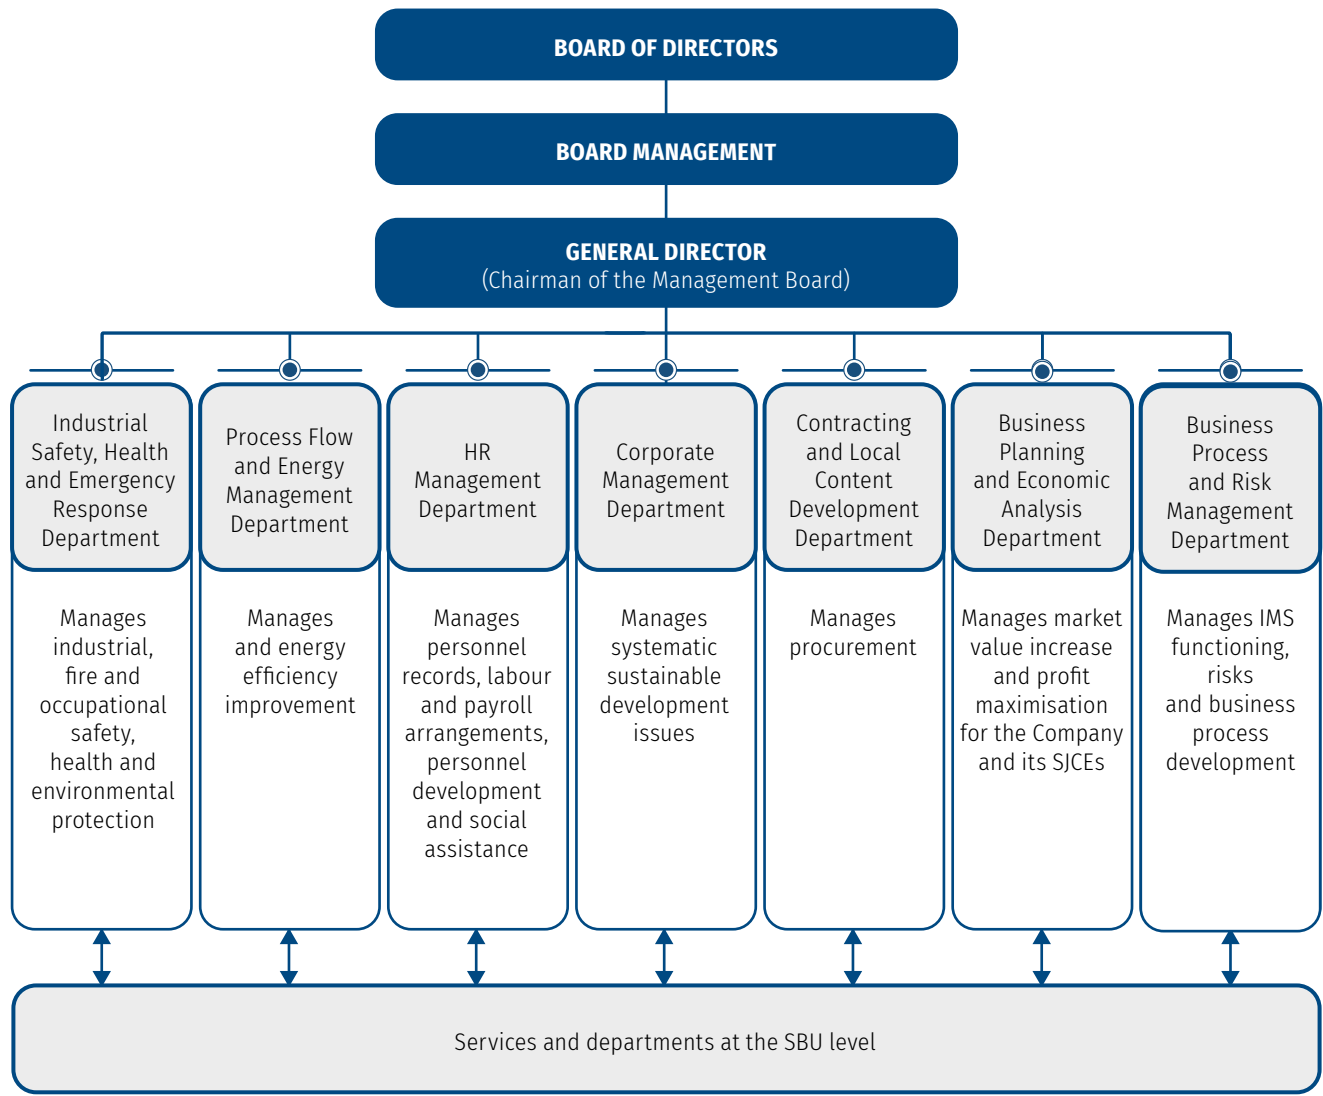 BOARD OF DIRECTORS
BOARD MANAGEMENT
GENERAL DIRECTOR
(Chairman of the Management Board)
Industrial
Safety, Health
and Emergency
Response
Department
Process Flow
and Energy
Management
Department
HR
Management
Department
Corporate
Management
Department
Contracting
and Local
Content
Development
Department
Business
Planning
and Economic
Analysis
Department
Business
Process
and Risk
Management
Department
Manages
industrial,
fire and
occupational
safety,
health and
environmental
protection
Manages
and energy
efficiency
improvement
Manages
personnel
records, labour
and payroll
arrangements,
personnel
development
and social
assistance
Manages
systematic
sustainable
development
issues
Manages
procurement
Manages market
value increase
and profit
maximisation
for the Company
and its SJCEs
Manages IMS
functioning,
risks
and business
process
development
Services and departments at the SBU level